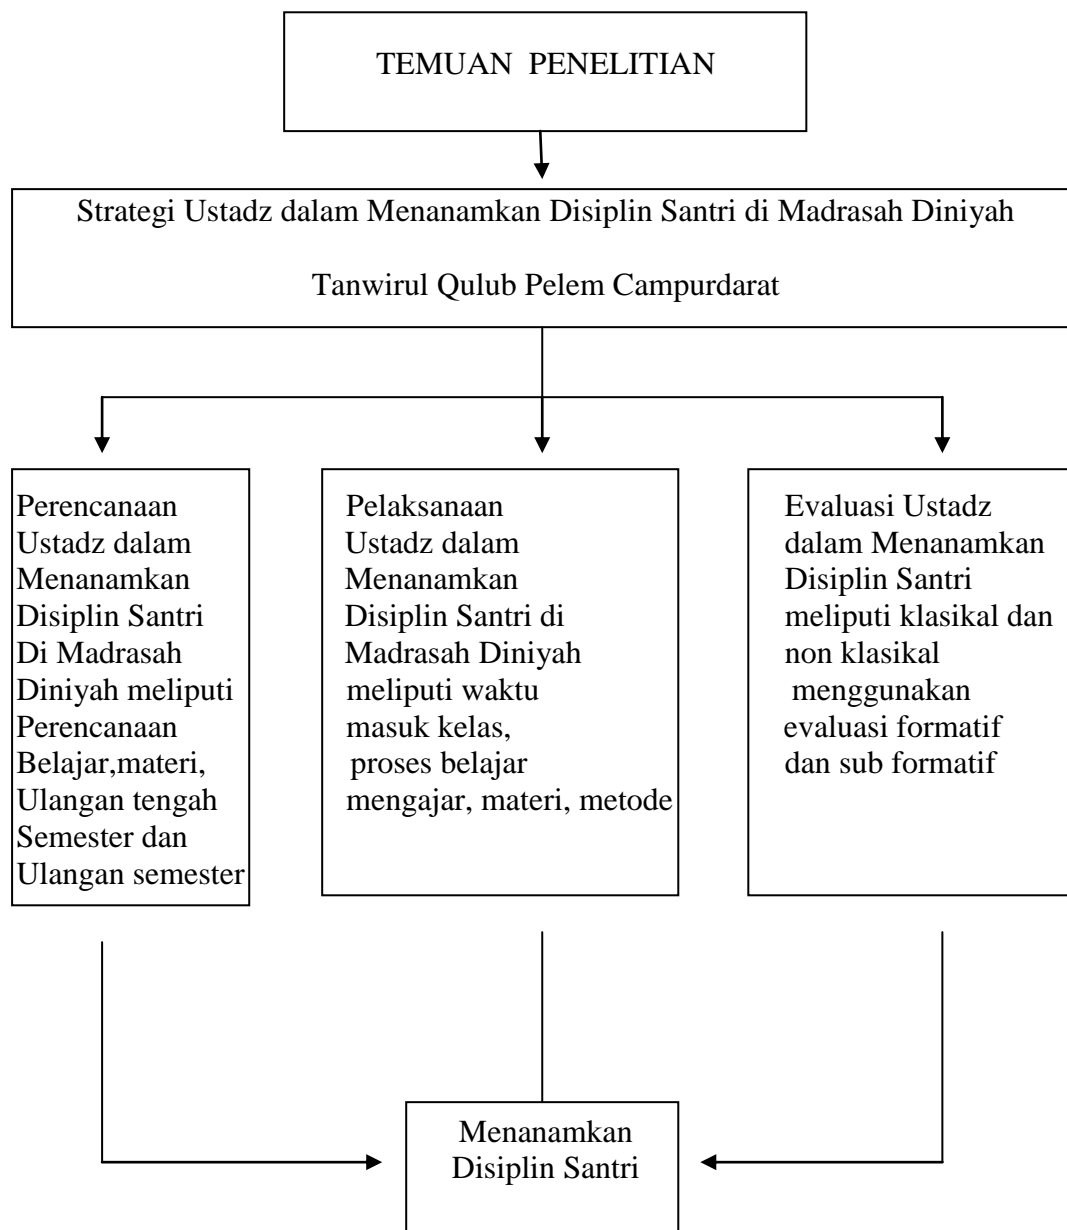 TEMUAN PENELITIAN
Strategi Ustadz dalam Menanamkan Disiplin Santri di Madrasah Diniyah
Tanwirul Qulub Pelem Campurdarat
Perencanaan
Ustadz dalam
Menanamkan
Disiplin Santri
Di Madrasah
Diniyah meliputi
Perencanaan
Belajar,materi,
Ulangan tengah
Semester dan
Ulangan semester
Pelaksanaan
Ustadz dalam
Menanamkan
Disiplin Santri di
Madrasah Diniyah
meliputi waktu
masuk kelas,
proses belajar
mengajar, materi, metode
Evaluasi Ustadz
dalam Menanamkan
Disiplin Santri
meliputi klasikal dan
non klasikal
menggunakan
evaluasi formatif
dan sub formatif
Menanamkan
Disiplin Santri